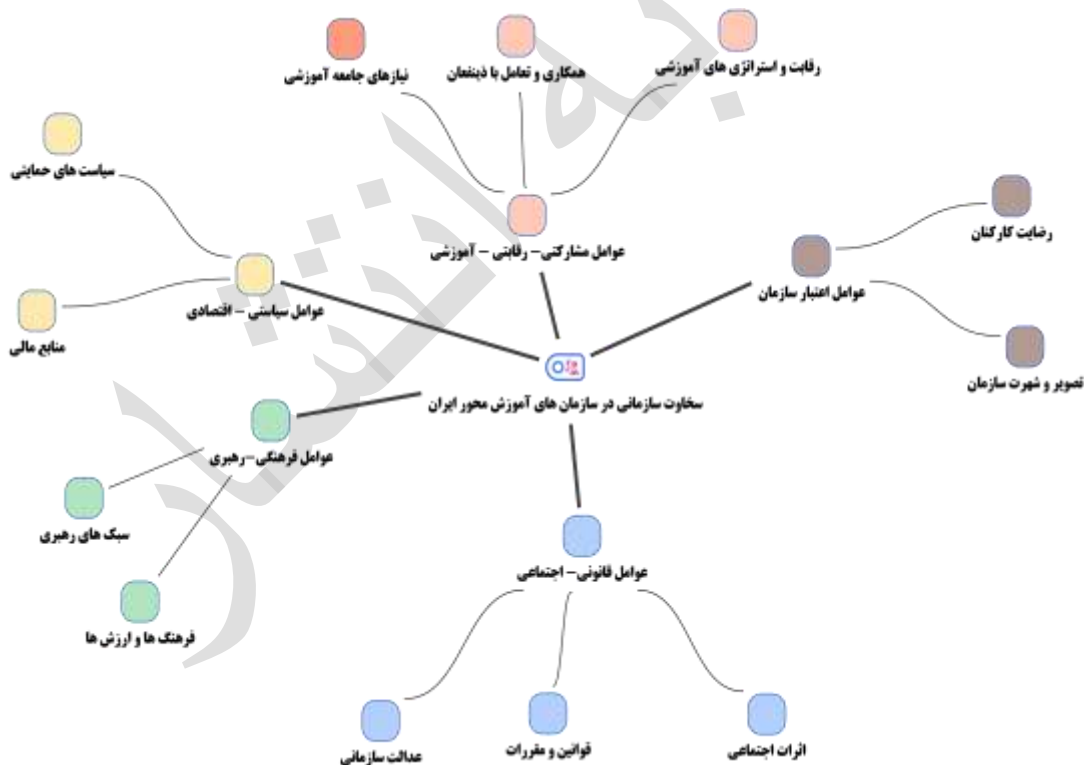 رقابت و استراتژی های آموزشی
همکاری و تعامل با ذینفعان
نیازهای جامعه آموزشی
سیاست های حمایتی
رضایت کارکنان
عوامل مشارکتی- رقابتی - آموزشی
عوامل اعتبار سازمان
عوامل سیاستی - اقتصادی
منابع مالی
تصویر و شهرت سازمان
سخاوت سازمانی در سازمان های آموزش محور ایران
عوامل فرهنگی-رهبری
سبک های رهبری
عوامل قانونی- اجتماعی
فرهنگ ها و ارزش ها
اثرات اجتماعی
قوانین و مقررات
عدالت سازمانی